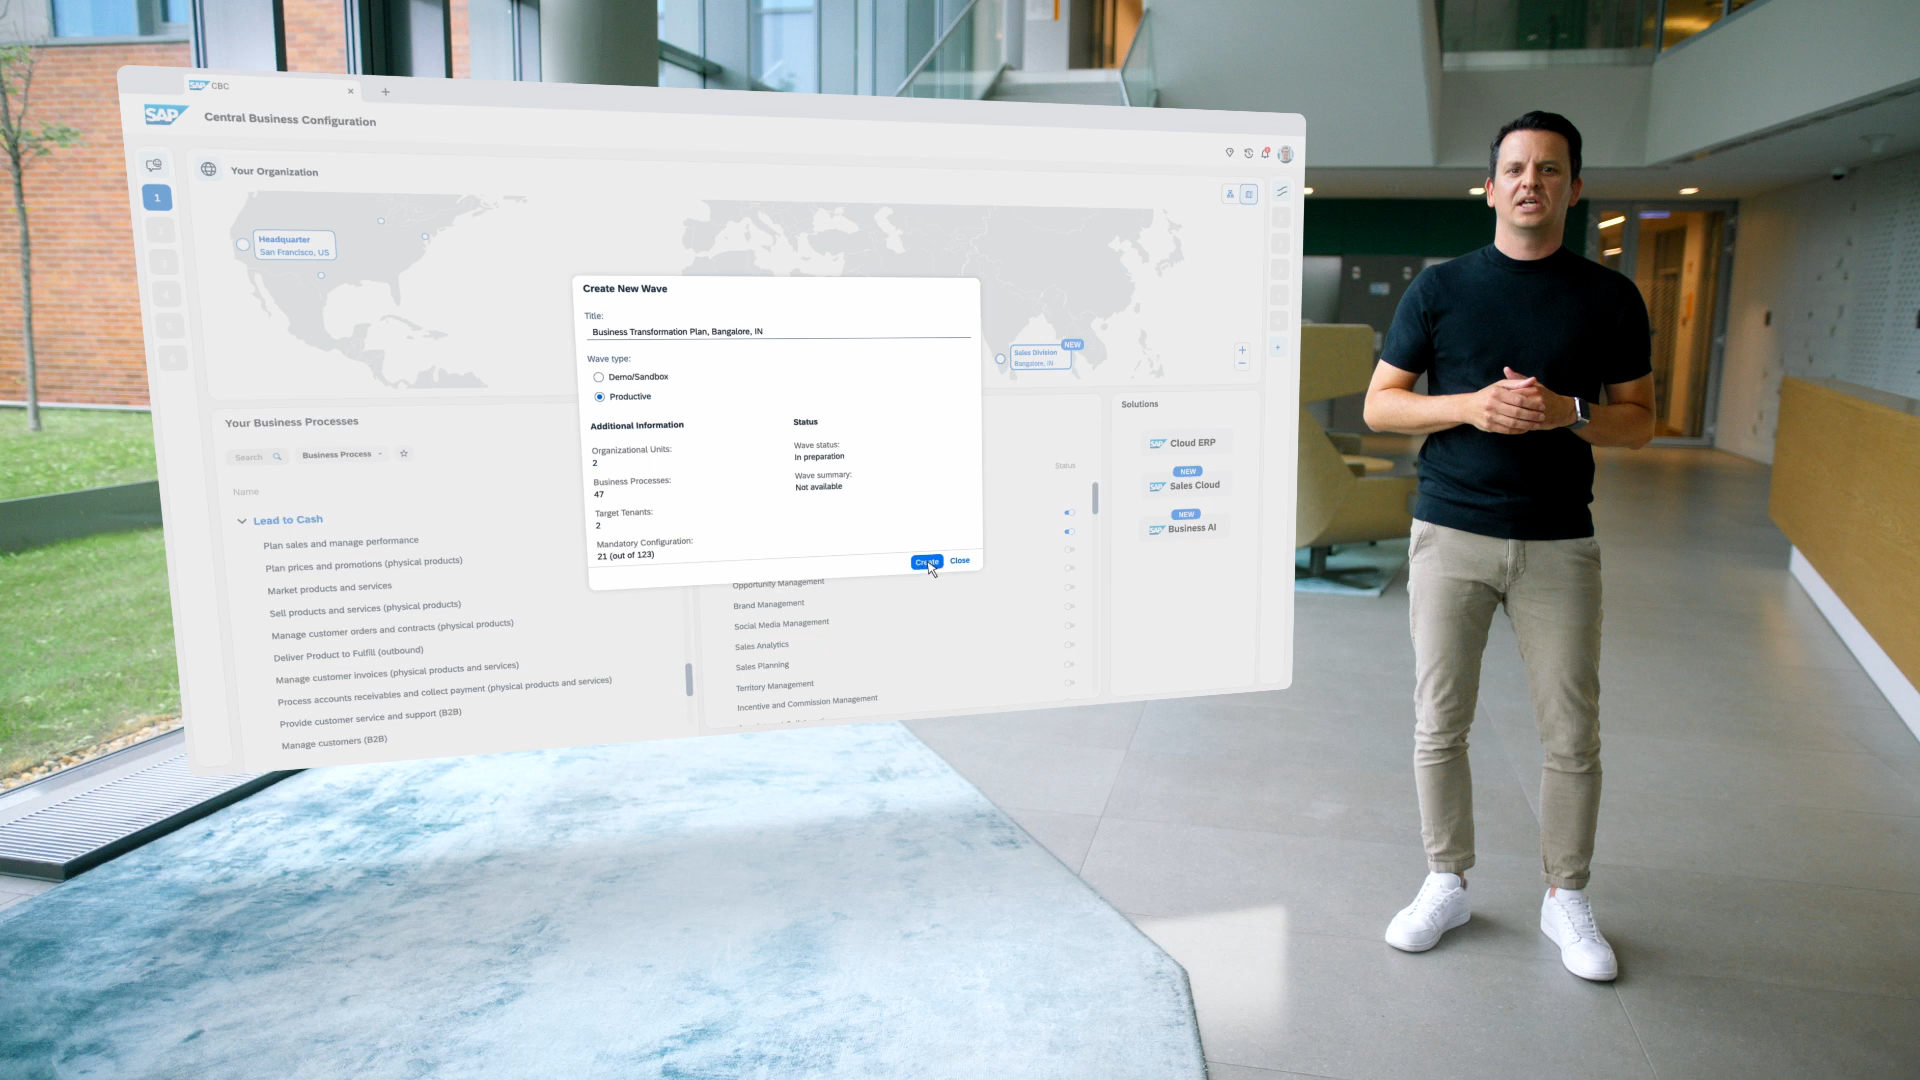 SAP CBC
SAP Central Business Configuration
1
Your Organization
Headquarter
San Francisco, US
NEW
Sales Division
Bangalore, IN
Create New Wave
Title:
Business Transformation Plan, Bangalore, IN
Wave type:
Demo/Sandbox
Productive
Additional Information
Organizational Units:
2
Business Processes:
47
Target Tenants:
2
Mandatory Configuration:
21 (out of 123)
Status
Wave status:
In preparation
Wave summary:
Not available
Create
Close
Your Business Processes
Search
Business Process
Name
Lead to Cash
Plan sales and manage performance
Plan prices and promotions (physical products)
Market products and services
Sell products and services (physical products)
Manage customer orders and contracts (physical products)
Deliver Product to Fulfill (outbound)
Manage customer invoices (physical products and services)
Process accounts receivables and collect payment (physical products and services)
Provide customer service and support (B2B)
Manage customers (B2B)
Status
Opportunity Management
Brand Management
Social Media Management
Sales Analytics
Sales Planning
Territory Management
Incentive and Commission Management
Solutions
SAP Cloud ERP
NEW
SAP Sales Cloud
NEW
SAP Business AI